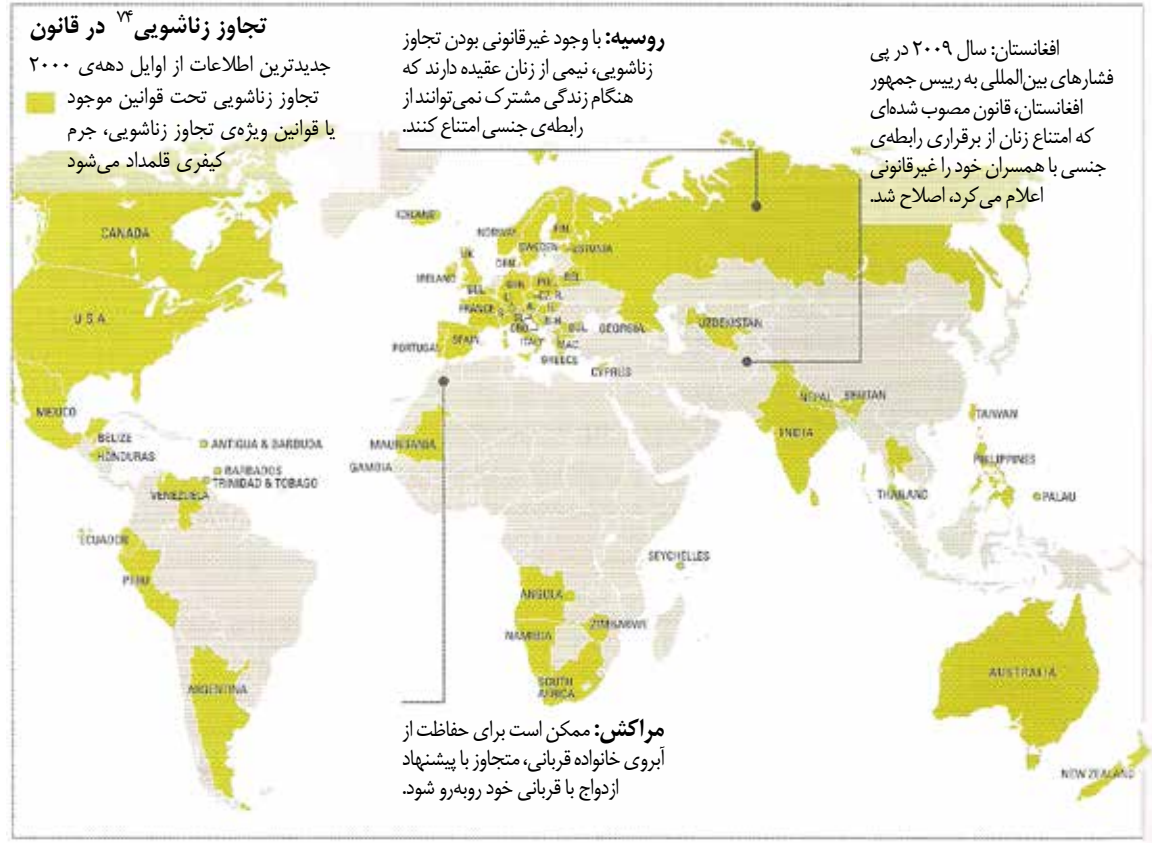 تجاوز زناشویی۷۴ در قانون
جدیدترین اطلاعات از اوایل دهه‌ی ۲۰۰۰
تجاوز زناشویی تحت قوانین موجود
یا قوانین ویژه‌ی تجاوز زناشویی، جرم
کیفری قلمداد می‌شود
روسیه: با وجود غیرقانونی بودن تجاوز
زناشویی، نیمی از زنان عقیده دارند که
هنگام زندگی مشترک نمی‌توانند از
رابطه‌ی جنسی امتناع کنند.
افغانستان: سال ۲۰۰۹ در پی
فشارهای بین‌المللی به رییس جمهور
افغانستان، قانون مصوب شده‌ای
که امتناع زنان از برقراری رابطه‌ی
جنسی با همسران خود را غیرقانونی
اعلام می‌کرد، اصلاح شد.
CANADA
USA
MEXICO
BELIZE
HONDURAS
ANTIGUA & BARBUDA
BARBADOS
TRINIDAD & TOBAGO
VENEZUELA
ECUADOR
PERU
ARGENTINA
ICELAND
NORWAY
FIN.
SWEDEN
ESTONIA
UK
DEN.
IRELAND
BEL.
GER.
POL.
BEL.
CZ. R.
FRANCE
B-H
BUL.
GEORGIA
UZBEKISTAN
PORTUGAL
SPAIN
ITALY
MAC.
GREECE
CYPRUS
MAURITANIA
GAMBIA
NEPAL
BHUTAN
INDIA
TAIWAN
PHILIPPINES
THAILAND
PALAU
SEYCHELLES
ANGOLA
ZIMBABWE
NAMIBIA
SOUTH
AFRICA
AUSTRALIA
NEW ZEALAND
مراکش: ممکن است برای حفاظت از
آبروی خانواده قربانی، متجاوز با پیشنهاد
ازدواج با قربانی خود روبه‌رو شود.